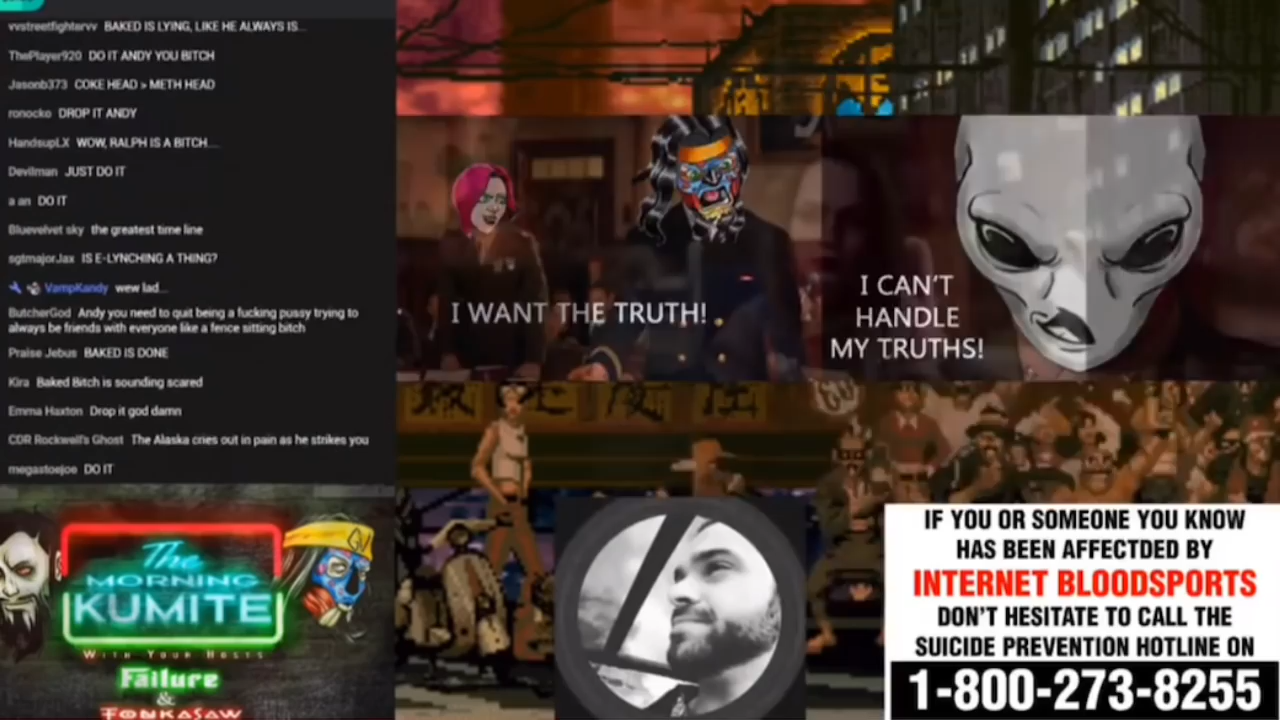 vvstreetfightervv BAKED IS LYING, LIKE HE ALWAYS IS...
ThePlayer920 DO IT ANDY YOU BITCH
Jasonb373 COKE HEAD > METH HEAD
ronocko DROP IT ANDY
HandsupLX WOW, RALPH IS A BITCH....
Devilman JUST DO IT
a an DO IT
Bluevelvet sky the greatest time line
sgtmajorJax IS E-LYNCHING A THING?
VampKandy wew lad...
ButcherGod Andy you need to quit being a fucking pussy trying to
always be friends with everyone like a fence sitting bitch
Praise Jebus BAKED IS DONE
Kira Baked Bitch is sounding scared
Emma Haxton Drop it god damn
CDR Rockwell's Ghost The Alaska cries out in pain as he strikes you
megastoejoe DO IT
I WANT THE TRUTH!
I CAN'T
HANDLE
MY TRUTHS!
The
MORNING
KUMITE
WITH YOUR HOSTS
Failure
&
TONKASAW
IF YOU OR SOMEONE YOU KNOW
HAS BEEN AFFECTDED BY
INTERNET BLOODSPORTS
DON'T HESITATE TO CALL THE
SUICIDE PREVENTION HOTLINE ON
1-800-273-8255